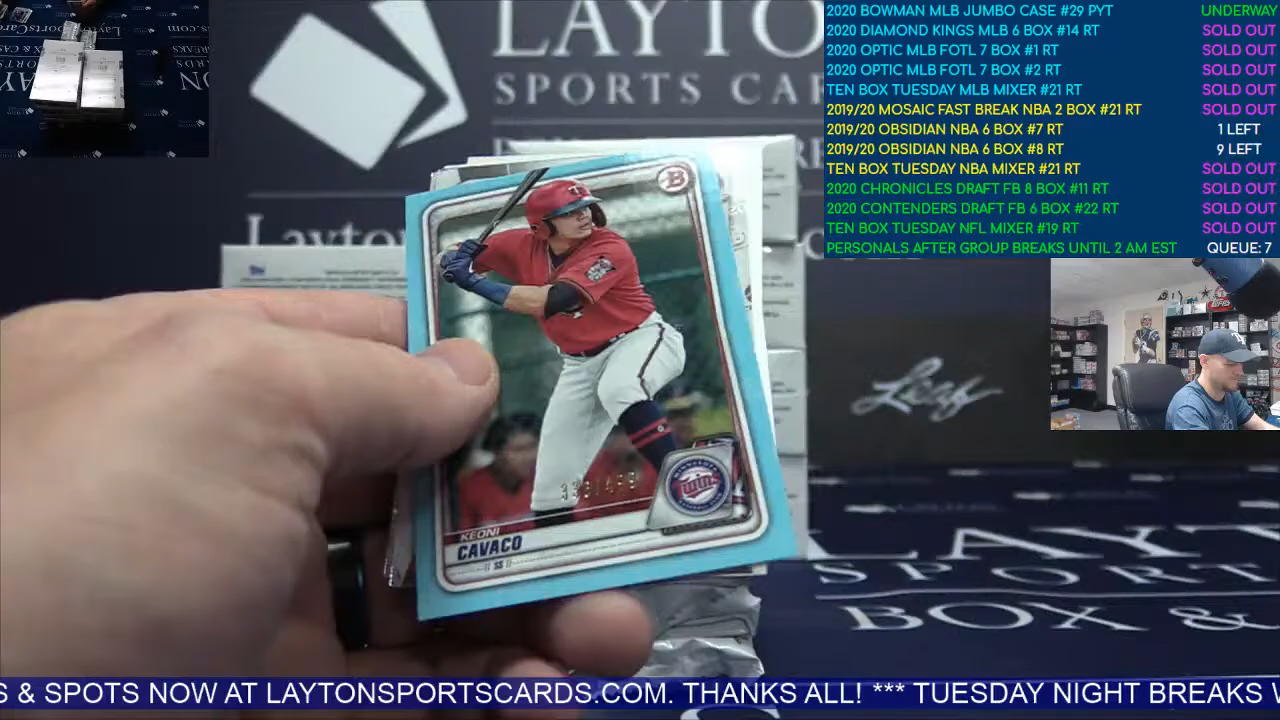 2020 BOWMAN MLB JUMBO CASE #29 PYT UNDERWAY
2020 DIAMOND KINGS MLB 6 BOX #14 RT SOLD OUT
2020 OPTIC MLB FOTL 7 BOX #1 RT SOLD OUT
2020 OPTIC MLB FOTL 7 BOX #2 RT SOLD OUT
TEN BOX TUESDAY MLB MIXER #21 RT SOLD OUT
2019/20 MOSAIC FAST BREAK NBA 2 BOX #21 RT SOLD OUT
2019/20 OBSIDIAN NBA 6 BOX #7 RT 1 LEFT
2019/20 OBSIDIAN NBA 6 BOX #8 RT 9 LEFT
TEN BOX TUESDAY NBA MIXER #21 RT SOLD OUT
2020 CHRONICLES DRAFT FB 8 BOX #11 RT SOLD OUT
2020 CONTENDERS DRAFT FB 6 BOX #22 RT SOLD OUT
TEN BOX TUESDAY NFL MIXER #19 RT SOLD OUT
PERSONALS AFTER GROUP BREAKS UNTIL 2 AM EST QUEUE: 7
LAYTO
SPORTS CAR
Layton
Leaf
B
MINNESOTA
Twins
KEONI
CAVACO
SS
LAYTON
SPORTS
BOX &
S & SPOTS NOW AT LAYTONSPORTSCARDS.COM. THANKS ALL! *** TUESDAY NIGHT BREAKS